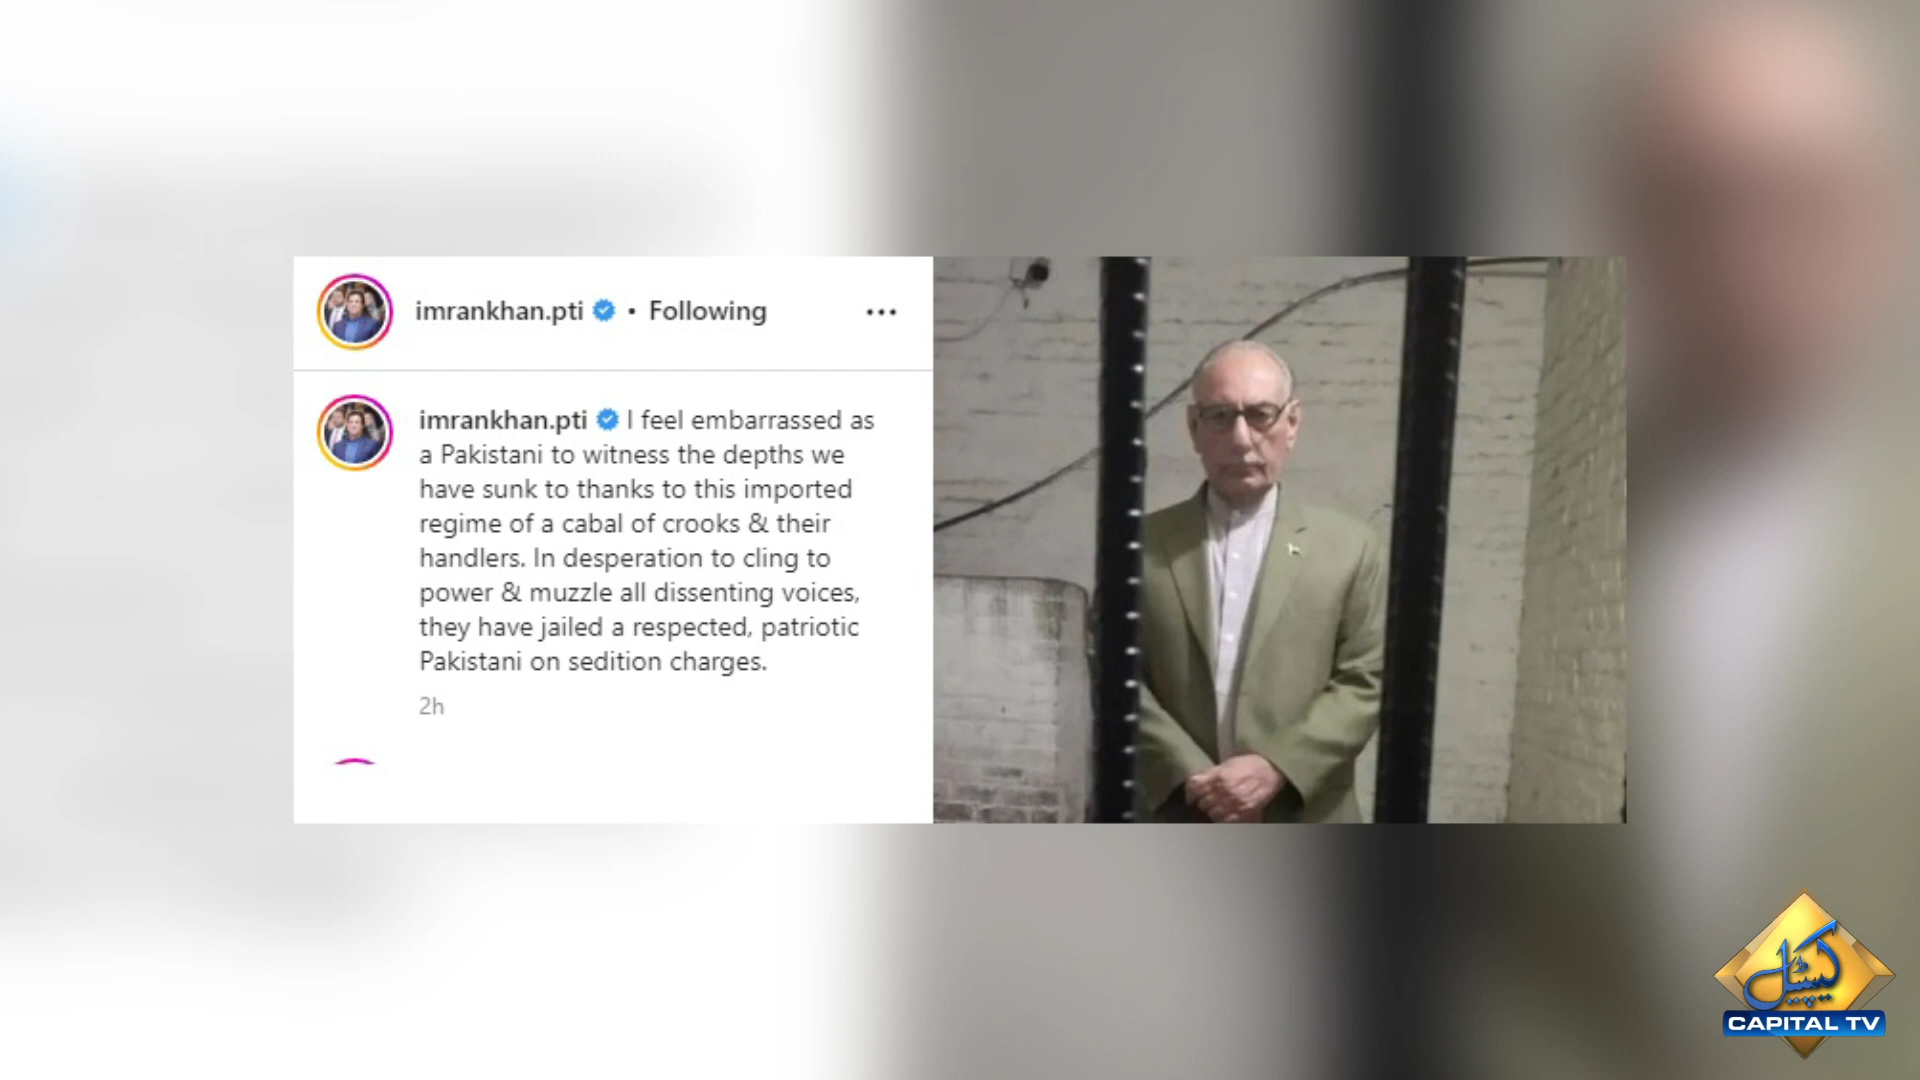 imrankhan.pti • Following ...
imrankhan.pti I feel embarrassed as
a Pakistani to witness the depths we
have sunk to thanks to this imported
regime of a cabal of crooks & their
handlers. In desperation to cling to
power & muzzle all dissenting voices,
they have jailed a respected, patriotic
Pakistani on sedition charges.
2h
کیپیٹل
CAPITAL TV